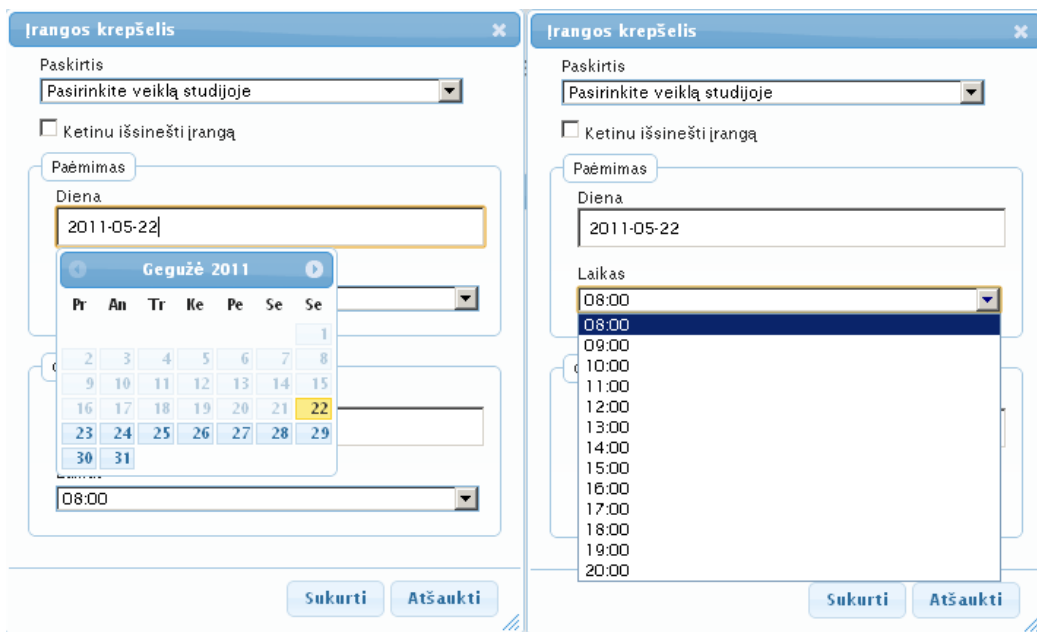 Įrangos krepšelis
Paskirtis
Pasirinkite veiklą studijoje
Ketinu išsinešti įrangą
Paėmimas
Diena
2011-05-22
Gegužė 2011
Pr An Tr Ke Pe Se Se
1
2 3 4 5 6 7 8
9 10 11 12 13 14 15
16 17 18 19 20 21 22
23 24 25 26 27 28 29
30 31
08:00
Sukurti Atšaukti
Įrangos krepšelis
Paskirtis
Pasirinkite veiklą studijoje
Ketinu išsinešti įrangą
Paėmimas
Diena
2011-05-22
Laikas
08:00
08:00
09:00
10:00
11:00
12:00
13:00
14:00
15:00
16:00
17:00
18:00
19:00
20:00
Sukurti Atšaukti